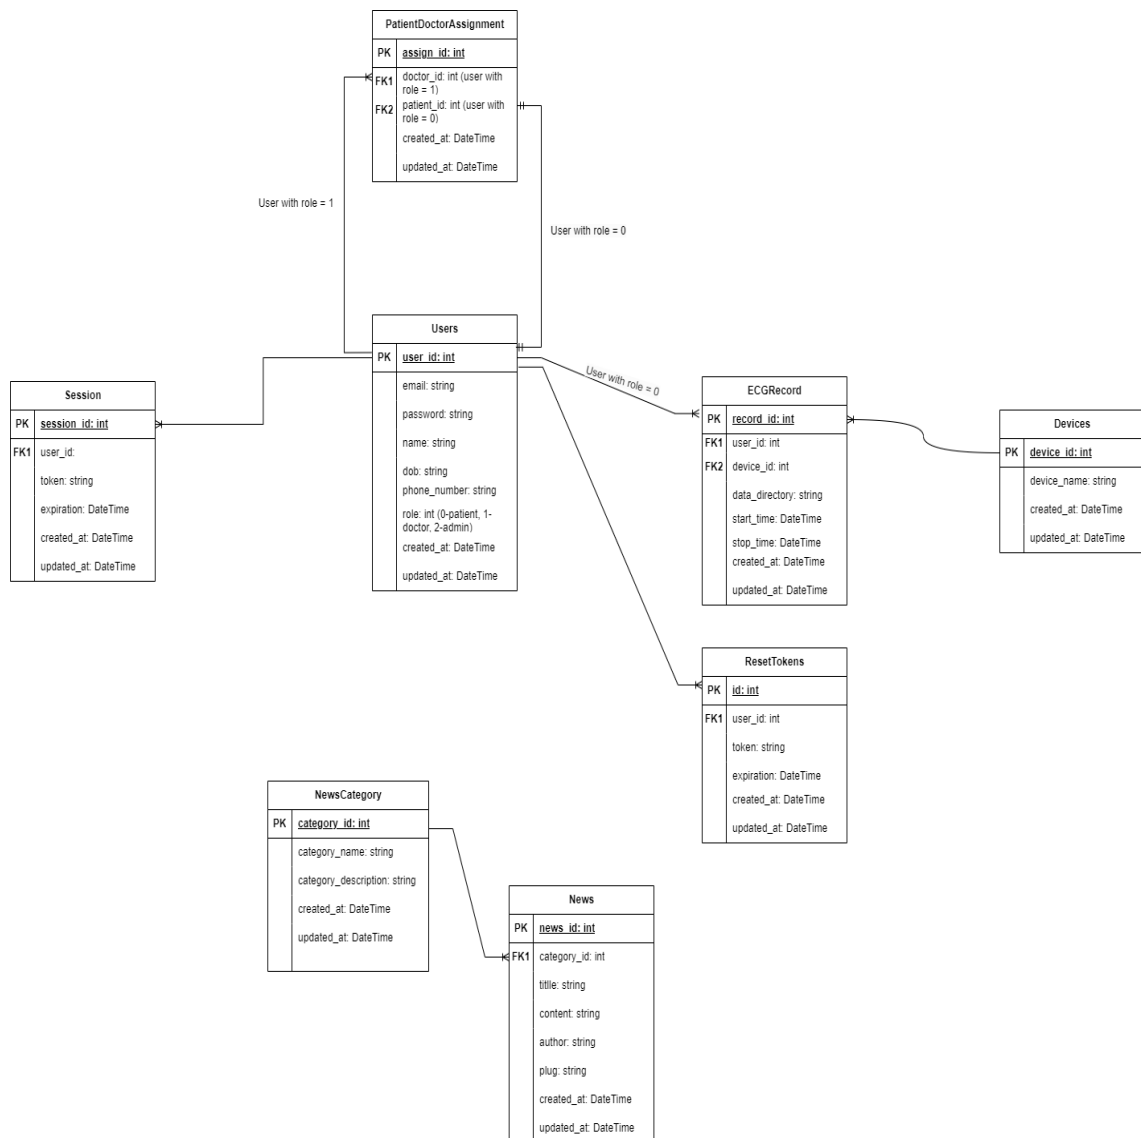 PatientDoctorAssignment
PK assign_id: int
FK1 doctor_id: int (user with
role = 1)
FK2 patient_id: int (user with
role = 0)
created_at: DateTime
updated_at: DateTime
User with role = 1
User with role = 0
Users
PK user_id: int
email: string
password: string
name: string
dob: string
phone_number: string
role: int (0-patient, 1-
doctor, 2-admin)
created_at: DateTime
updated_at: DateTime
Session
PK session_id: int
FK1 user_id:
token: string
expiration: DateTime
created_at: DateTime
updated_at: DateTime
User with role = 0
ECGRecord
PK record_id: int
FK1 user_id: int
FK2 device_id: int
data_directory: string
start_time: DateTime
stop_time: DateTime
created_at: DateTime
updated_at: DateTime
Devices
PK device_id: int
device_name: string
created_at: DateTime
updated_at: DateTime
ResetTokens
PK id: int
FK1 user_id: int
token: string
expiration: DateTime
created_at: DateTime
updated_at: DateTime
NewsCategory
PK category_id: int
category_name: string
category_description: string
created_at: DateTime
updated_at: DateTime
News
PK news_id: int
FK1 category_id: int
titlle: string
content: string
author: string
plug: string
created_at: DateTime
updated_at: DateTime